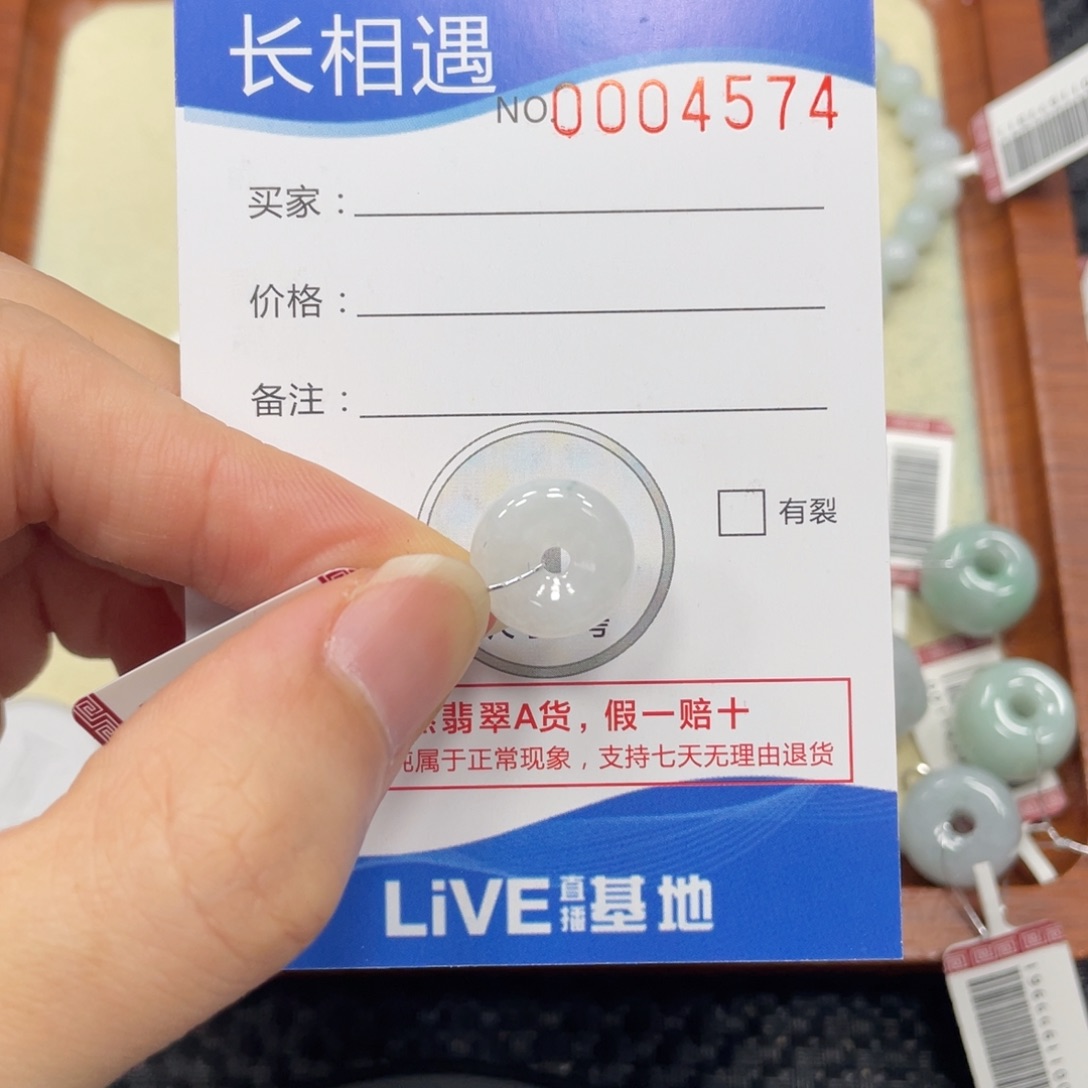 长相遇
NO.0004574
买家：
价格：
备注：
有裂
翡翠A货，假一赔十
属于正常现象，支持七天无理由退货
LiVE直播基地